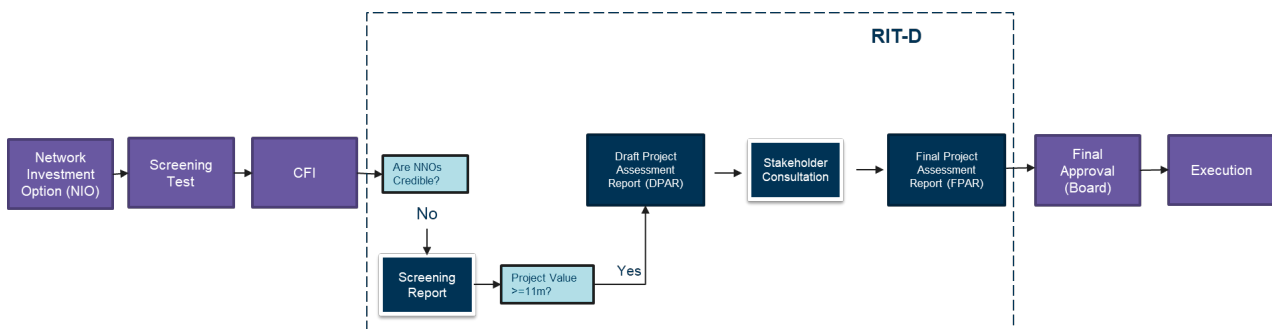 RIT-D
Network
Investment
Option (NIO)
Screening
Test
CFI
Are NNOs
Credible?
No
Screening
Report
Project Value
>=11m?
Yes
Draft Project
Assessment
Report (DPAR)
Stakeholder
Consultation
Final Project
Assessment
Report (FPAR)
Final
Approval
(Board)
Execution